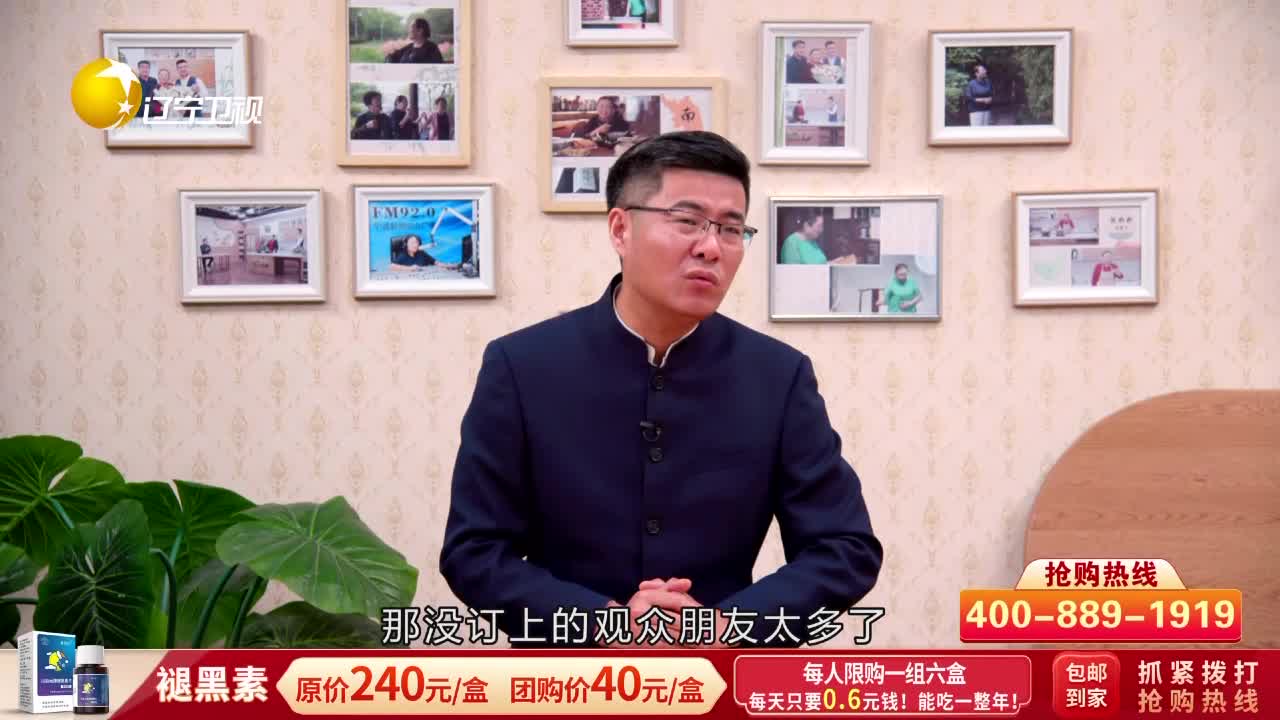 辽宁卫视
南
FM92.0
那没订上的观众朋友太多了
抢购热线
400-889-1919
褪黑素
原价240元/盒 团购价40元/盒
每人限购一组六盒
每天只要0.6元钱!能吃一整年!
包邮
到家
抓紧拨打
抢购热线